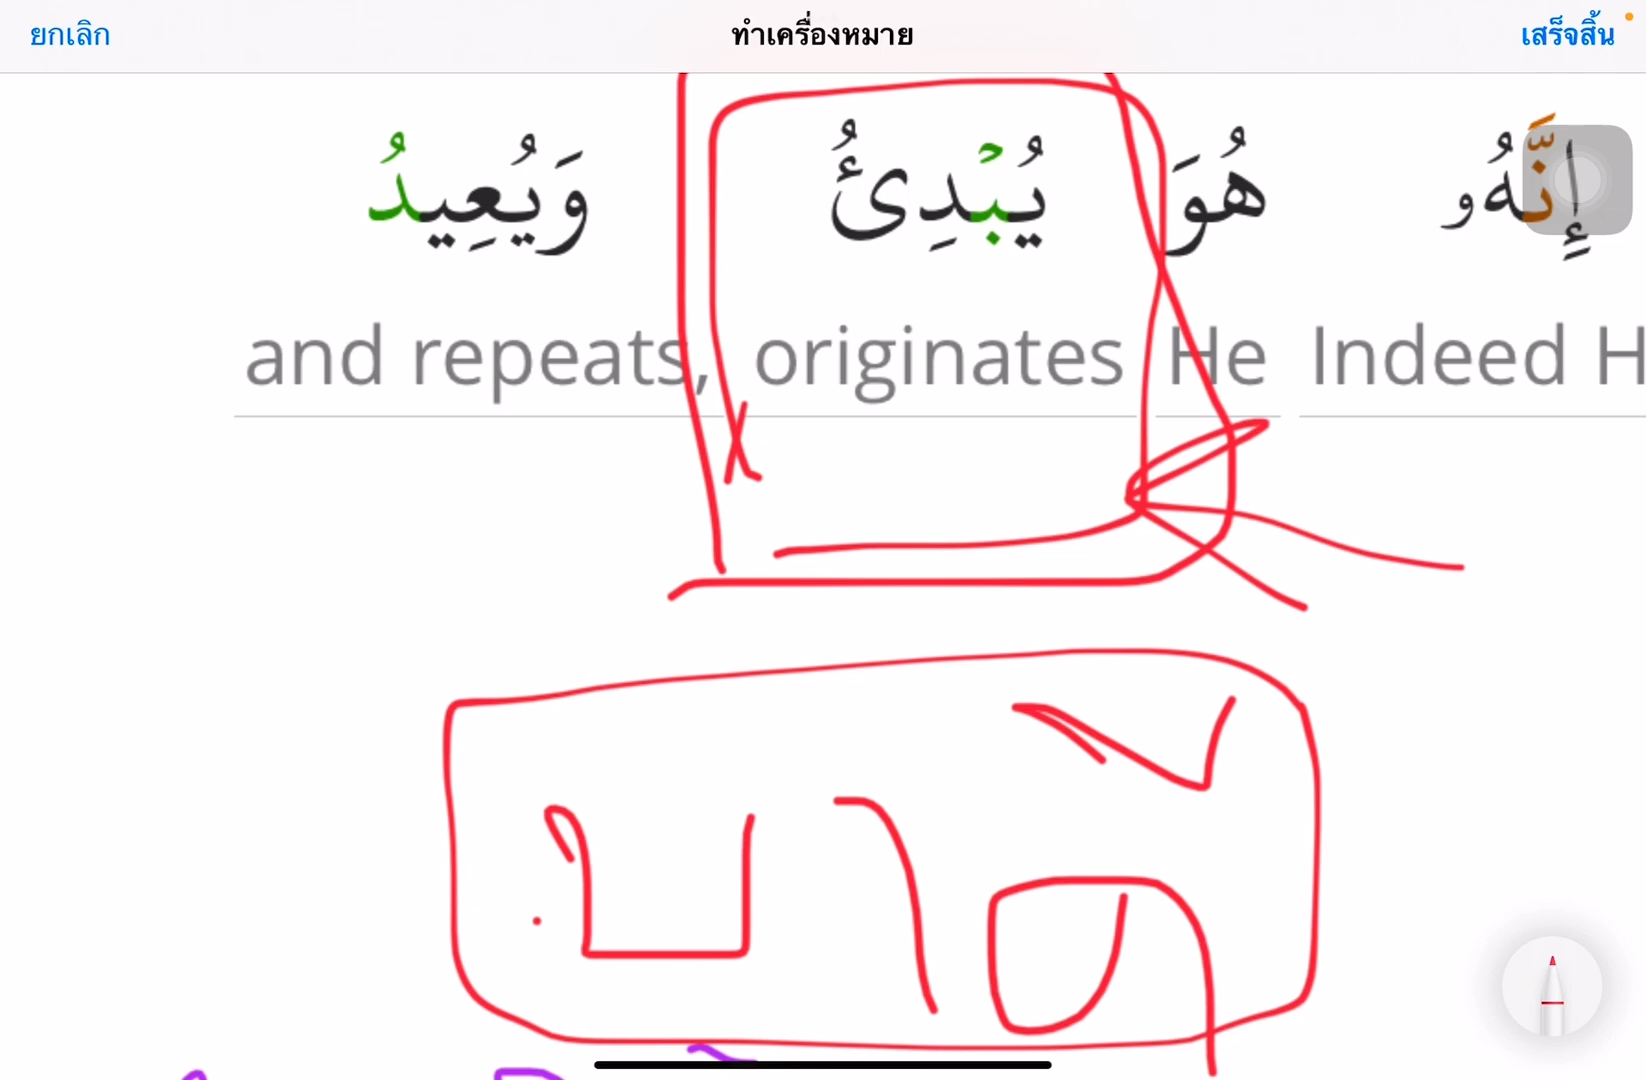 ยกเลิก ทำเครื่องหมาย เสร็จสิ้น
إِنَّهُۥ هُوَ يُبْدِئُ وَيُعِيدُ
and repeats, originates He Indeed H